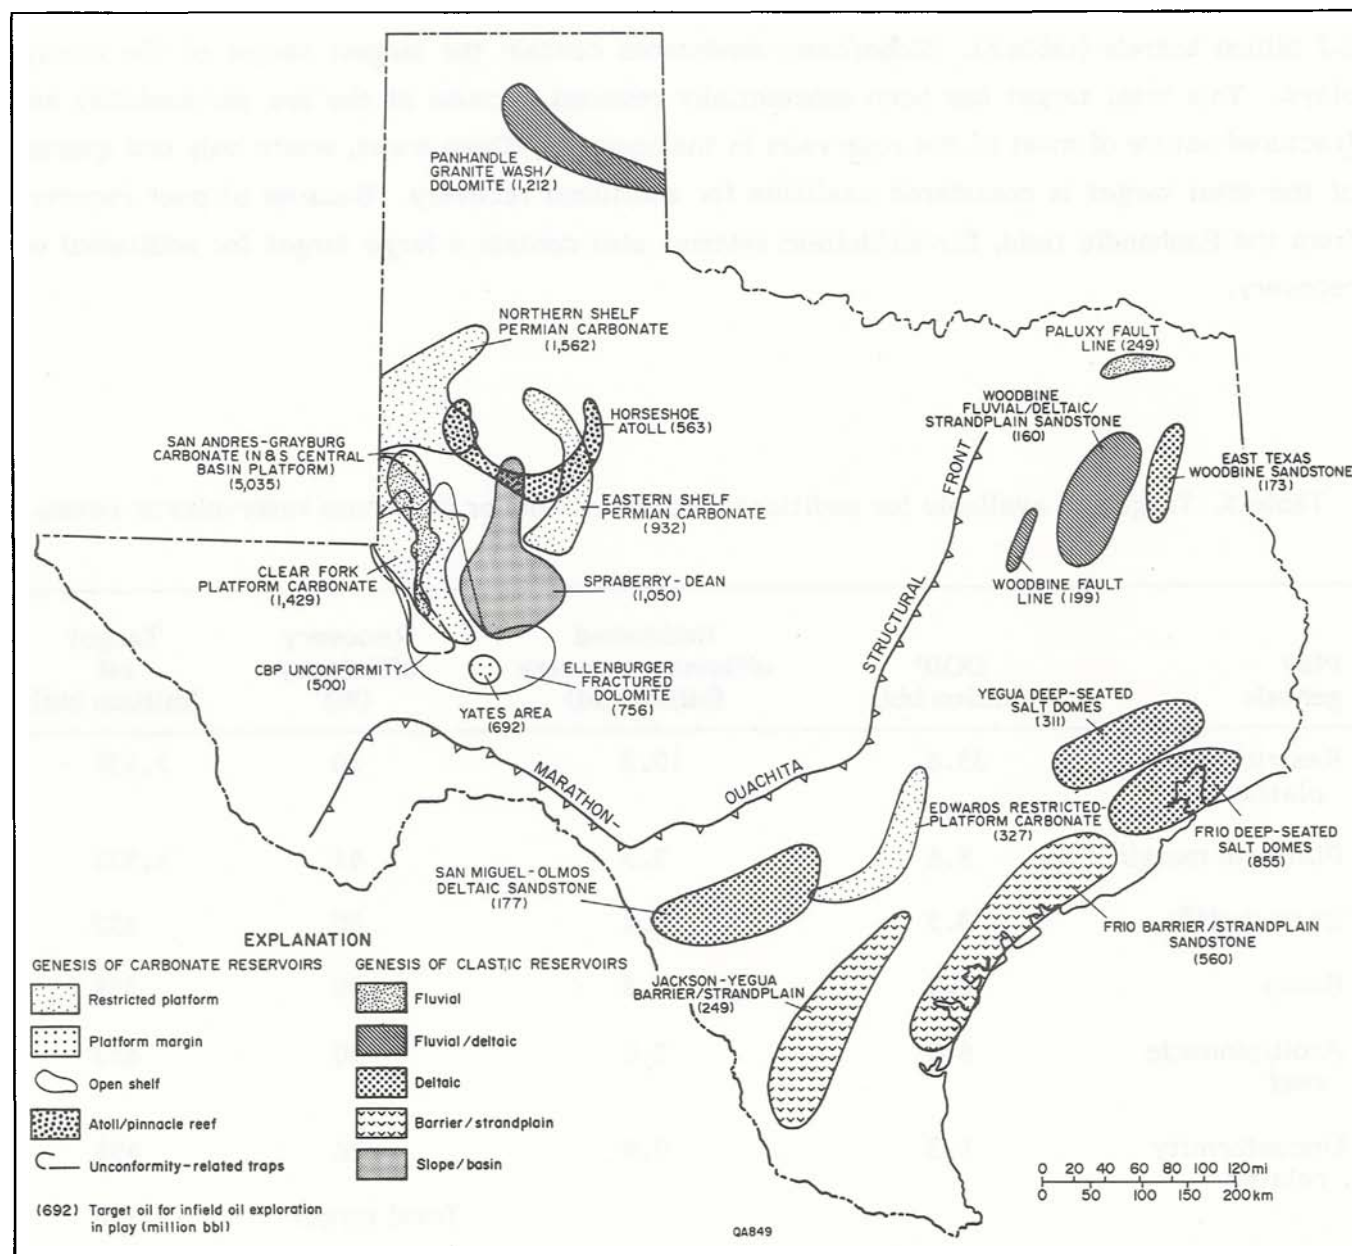 PANHANDLE
GRANITE WASH/
DOLOMITE (1,212)
NORTHERN SHELF
PERMIAN CARBONATE
(1,562)
PALUXY FAULT
LINE (249)
WOODBINE
FLUVIAL/DELTAIC/
STRANDPLAIN SANDSTONE
(160)
HORSESHOE
ATOLL (563)
SAN ANDRES-GRAYBURG
CARBONATE (N & S CENTRAL
BASIN PLATFORM)
(5,035)
EAST TEXAS
WOODBINE SANDSTONE
(173)
EASTERN SHELF
PERMIAN CARBONATE
(932)
CLEAR FORK
PLATFORM CARBONATE
(1,429)
SPRABERRY-DEAN
(1,050)
WOODBINE FAULT
LINE (199)
CBP UNCONFORMITY
(500)
ELLENBURGER
FRACTURED
DOLOMITE
(756)
YATES AREA
(692)
MARATHON-
OUACHITA
STRUCTURAL
FRONT
YEGUA DEEP-SEATED
SALT DOMES
(311)
EDWARDS RESTRICTED-
PLATFORM CARBONATE
(327)
FRIO DEEP-SEATED
SALT DOMES
(855)
SAN MIGUEL-OLMOS
DELTAIC SANDSTONE
(177)
FRIO BARRIER/STRANDPLAIN
SANDSTONE
(560)
JACKSON-YEGUA
BARRIER/STRANDPLAIN
(249)
EXPLANATION
GENESIS OF CARBONATE RESERVOIRS
Restricted platform
Platform margin
Open shelf
Atoll/pinnacle reef
Unconformity-related traps
(692) Target oil for infield oil exploration
in play (million bbl)
GENESIS OF CLASTIC RESERVOIRS
Fluvial
Fluvial/deltaic
Deltaic
Barrier/strandplain
Slope/basin
0 20 40 60 80 100 120 mi
0 50 100 150 200 km
QA849